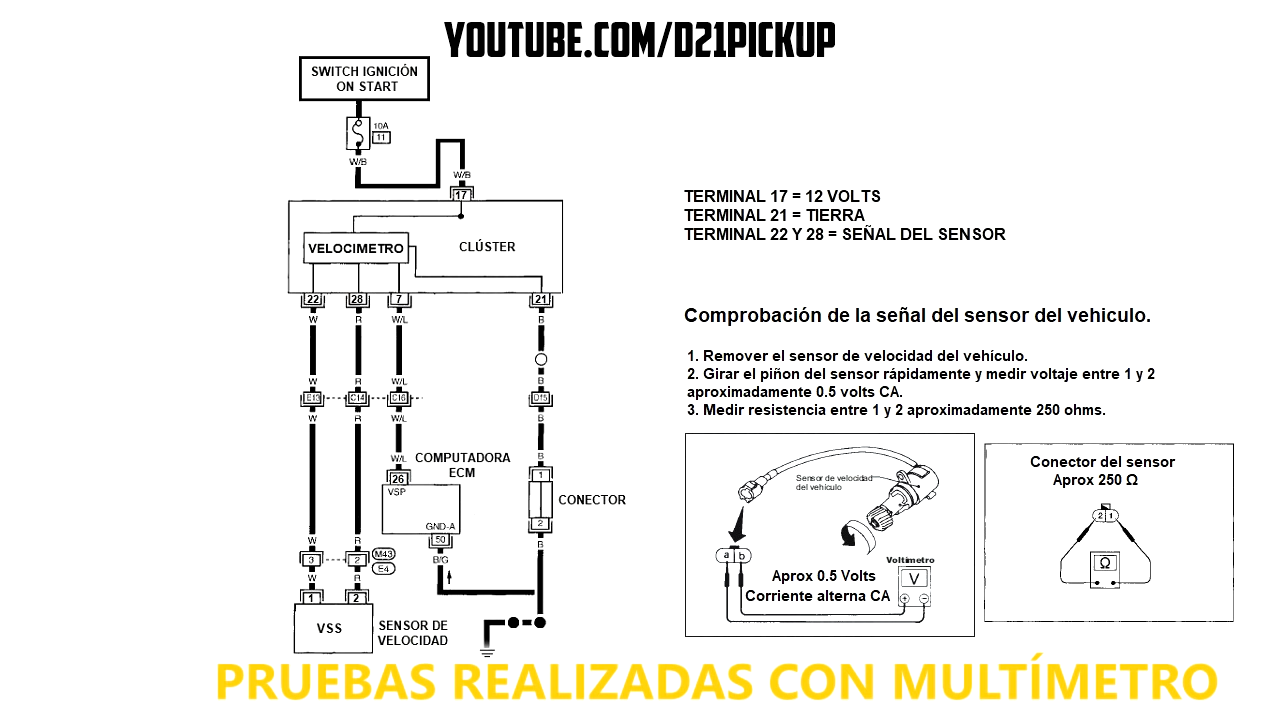 YOUTUBE.COM/D21PICKUP
SWITCH IGNICIÓN
ON START
10A
11
W/B
W/B
17
VELOCIMETRO
CLÚSTER
22
28
7
21
W
R
W/L
B
W
R
W/L
B
E13
C14
C16
D15
W
R
W/L
B
W/L
B
26
1
COMPUTADORA
ECM
VSP
CONECTOR
GND-A
2
50
W
R
B
3
2
M43
E4
B/G
W
R
1
2
VSS
SENSOR DE
VELOCIDAD
TERMINAL 17 = 12 VOLTS
TERMINAL 21 = TIERRA
TERMINAL 22 Y 28 = SEÑAL DEL SENSOR
Comprobación de la señal del sensor del vehiculo.
1. Remover el sensor de velocidad del vehículo.
2. Girar el piñon del sensor rápidamente y medir voltaje entre 1 y 2
aproximadamente 0.5 volts CA.
3. Medir resistencia entre 1 y 2 aproximadamente 250 ohms.
Sensor de velocidad
del vehículo
a b
Voltímetro
V
+ −
Aprox 0.5 Volts
Corriente alterna CA
Conector del sensor
Aprox 250 Ω
2 1
Ω
PRUEBAS REALIZADAS CON MULTÍMETRO